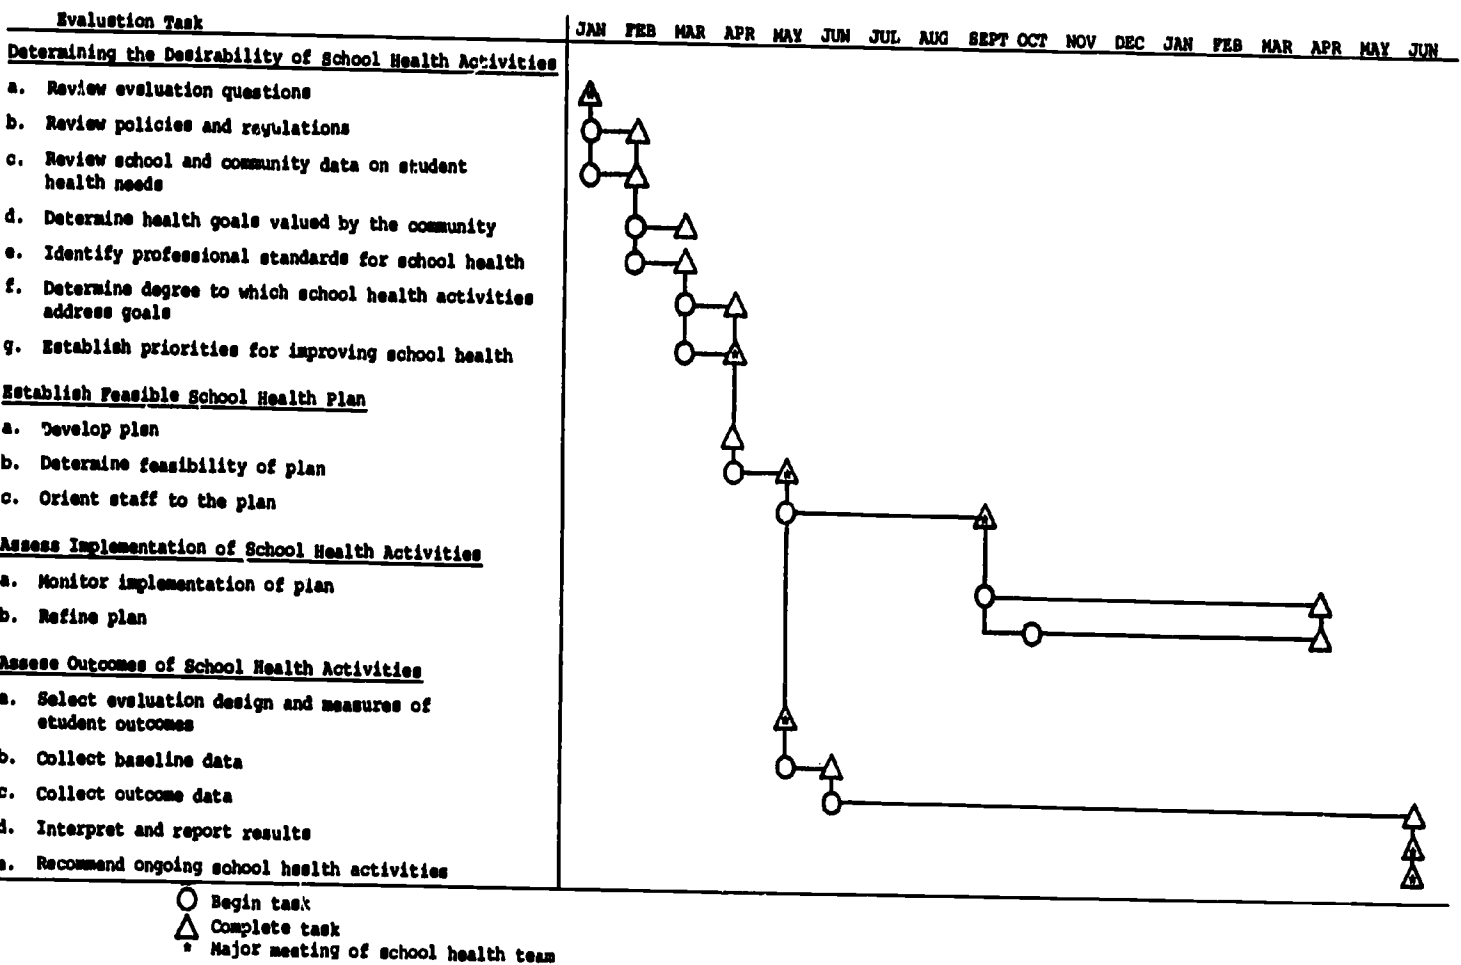 Evaluation Task
JAN FEB MAR APR MAY JUN JUL AUG SEPT OCT NOV DEC JAN FEB MAR APR MAY JUN
Determining the Desirability of School Health Activities
a. Review evaluation questions
b. Review policies and regulations
c. Review school and community data on student
health needs
d. Determine health goals valued by the community
e. Identify professional standards for school health
f. Determine degree to which school health activities
address goals
g. Establish priorities for improving school health
Establish Feasible School Health Plan
a. Develop plan
b. Determine feasibility of plan
c. Orient staff to the plan
Assess Implementation of School Health Activities
a. Monitor implementation of plan
b. Refine plan
Assess Outcomes of School Health Activities
a. Select evaluation design and measures of
student outcomes
b. Collect baseline data
c. Collect outcome data
d. Interpret and report results
e. Recommend ongoing school health activities
Begin task
Complete task
* Major meeting of school health team